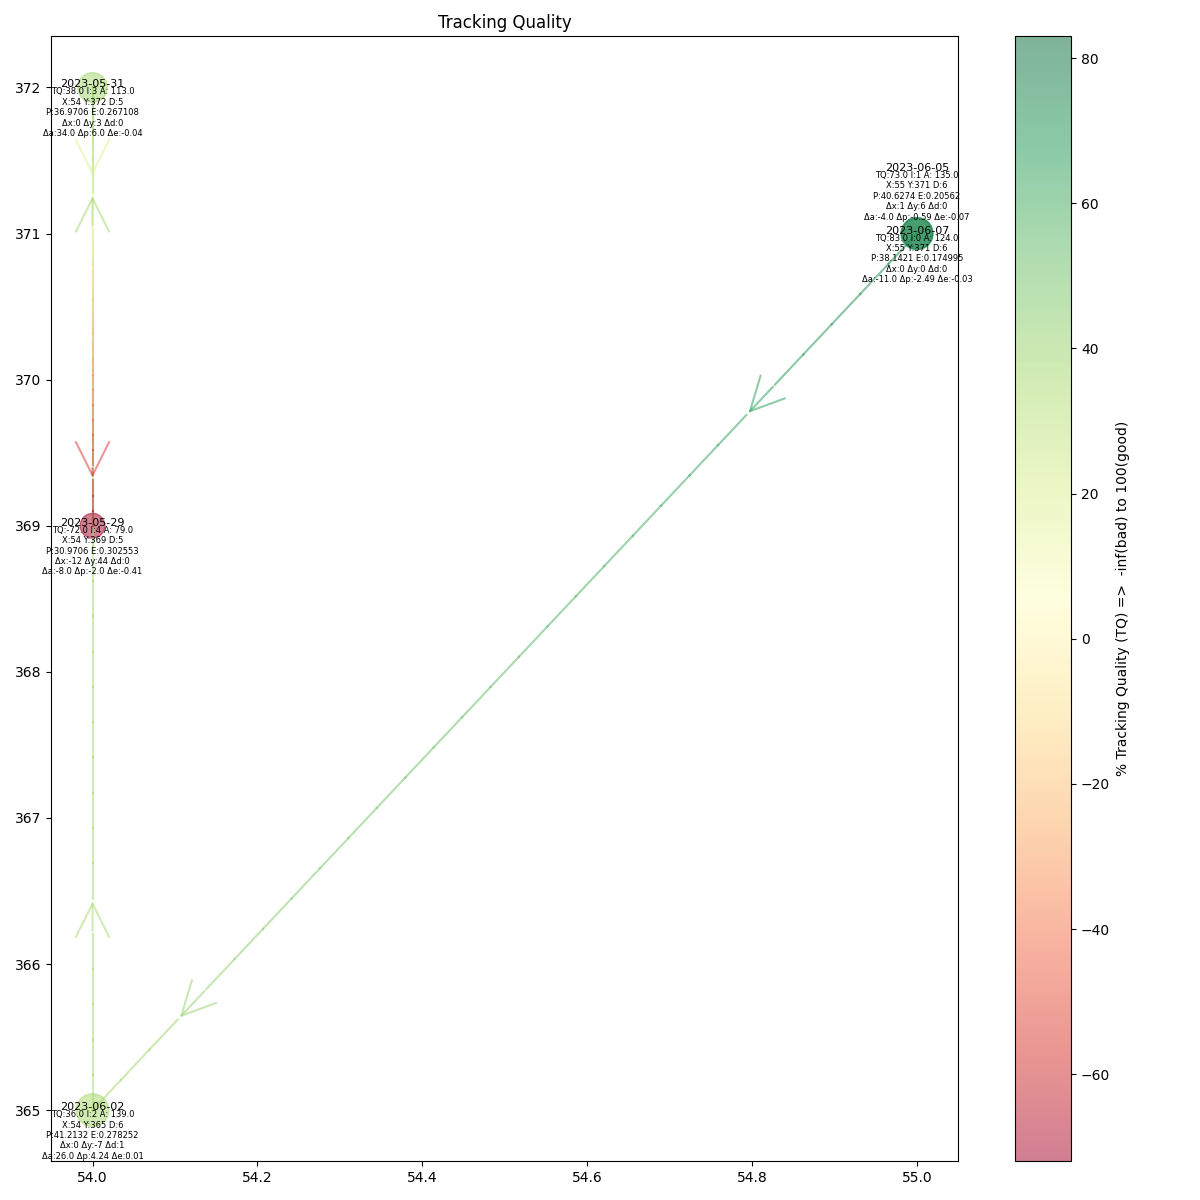 Tracking Quality
372
371
370
369
368
367
366
365
54.0
54.2
54.4
54.6
54.8
55.0
2023-05-31
TQ:38.0 I:3 A: 113.0
X:54 Y:372 D:5
P:36.9706 E:0.267108
Δx:0 Δy:3 Δd:0
Δa:34.0 Δp:6.0 Δe:-0.04
2023-06-05
TQ:73.0 I:1 A: 135.0
X:55 Y:371 D:6
P:40.6274 E:0.20562
Δx:1 Δy:6 Δd:0
Δa:-4.0 Δp:-0.59 Δe:-0.07
2023-06-07
TQ:83.0 I:0 A: 124.0
X:55 Y:371 D:6
P:38.1421 E:0.174995
Δx:0 Δy:0 Δd:0
Δa:-11.0 Δp:-2.49 Δe:-0.03
2023-05-29
TQ:-72.0 I:4 A: 79.0
X:54 Y:369 D:5
P:30.9706 E:0.302553
Δx:-12 Δy:44 Δd:0
Δa:-8.0 Δp:-2.0 Δe:-0.41
2023-06-02
TQ:36.0 I:2 A: 139.0
X:54 Y:365 D:6
P:41.2132 E:0.278252
Δx:0 Δy:-7 Δd:1
Δa:26.0 Δp:4.24 Δe:0.01
80
60
40
20
0
−20
−40
−60
% Tracking Quality (TQ) => -inf(bad) to 100(good)